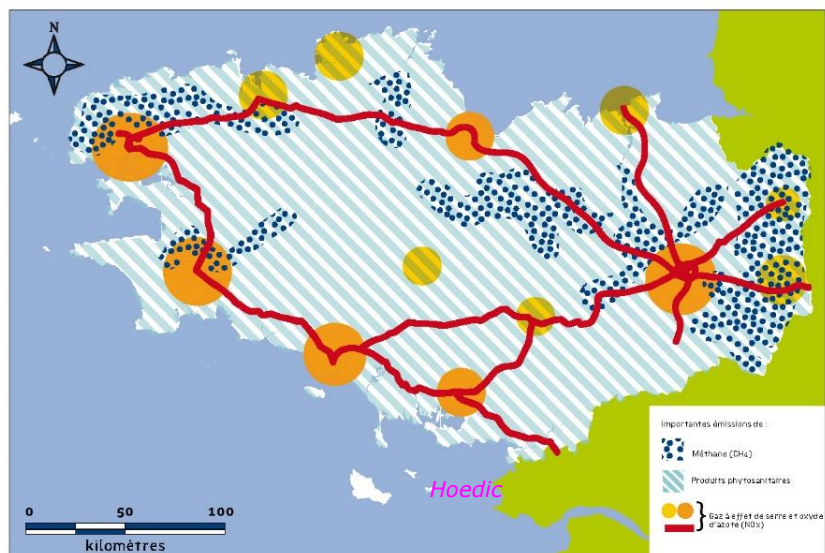 N
Hoedic
Importantes émissions de :
Méthane (CH4)
Produits phytosanitaires
Gaz à effet de serre et oxyde
d'azote (NOx)
0 50 100
kilomètres